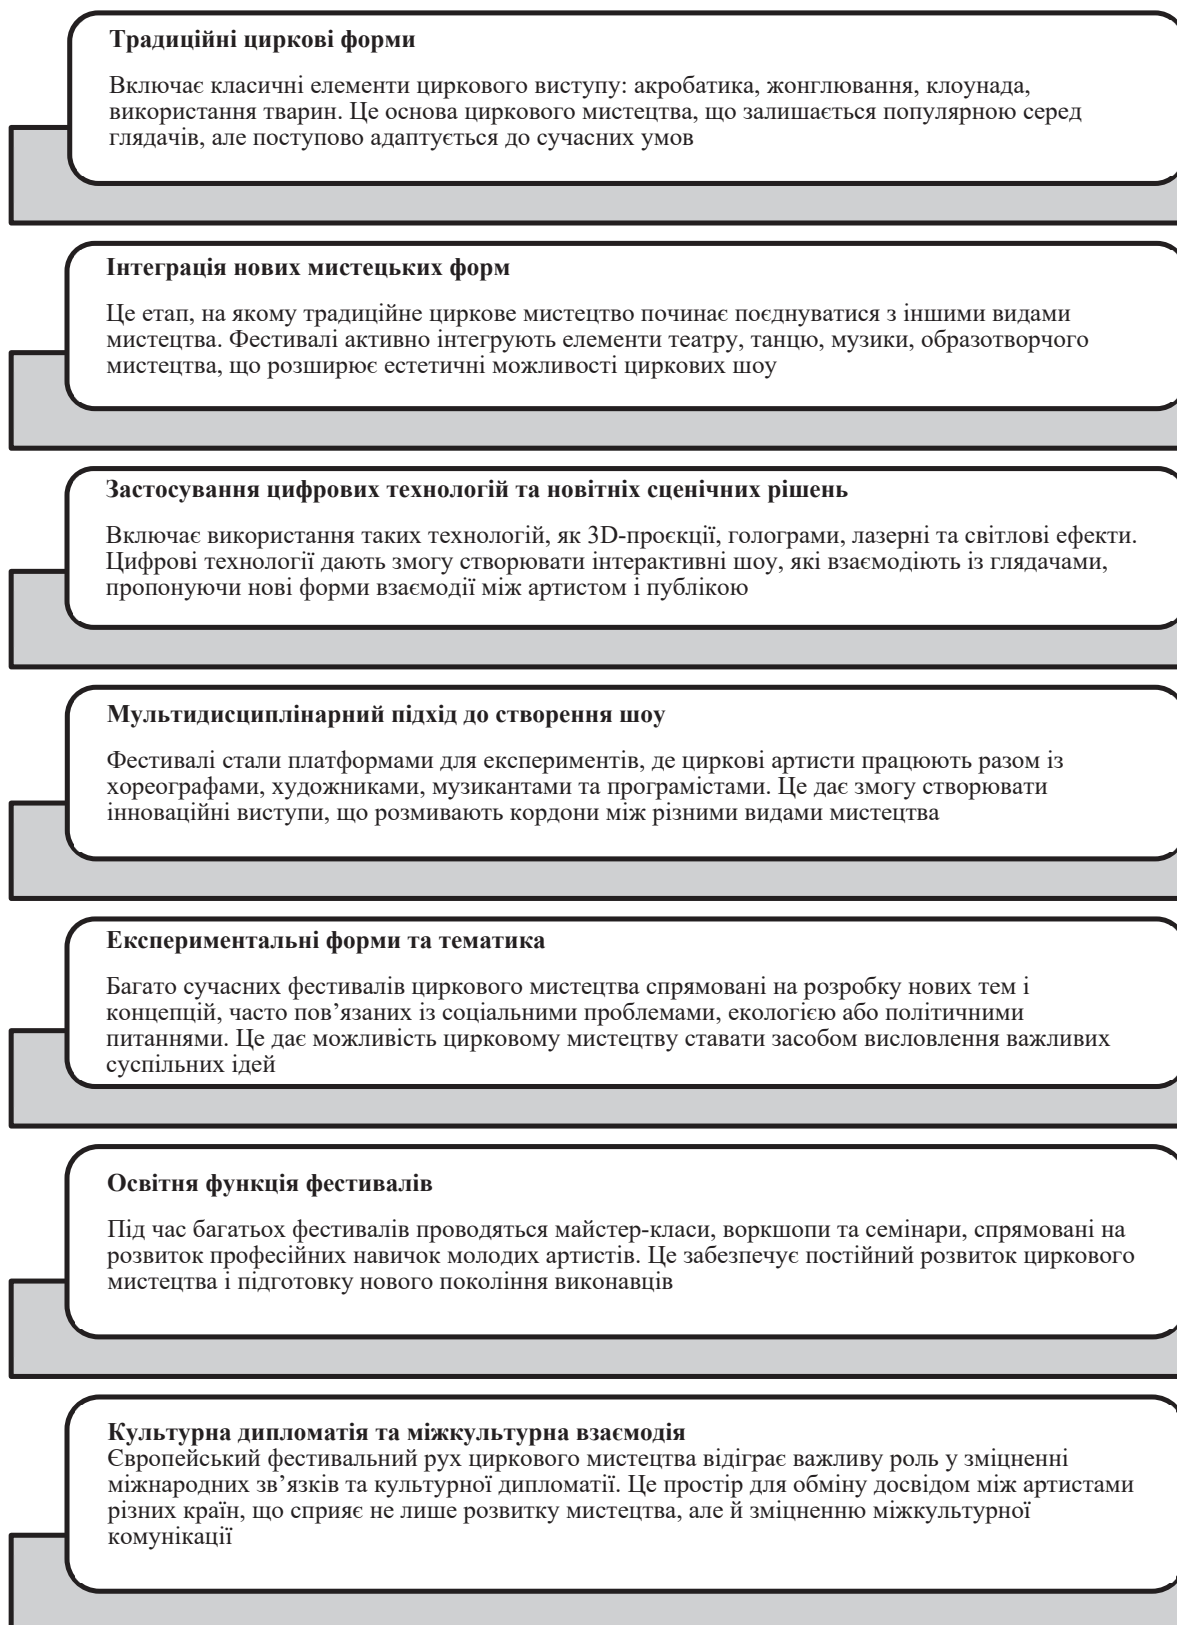 Традиційні циркові форми
Включає класичні елементи циркового виступу: акробатика, жонглювання, клоунада,
використання тварин. Це основа циркового мистецтва, що залишається популярною серед
глядачів, але поступово адаптується до сучасних умов
Інтеграція нових мистецьких форм
Це етап, на якому традиційне циркове мистецтво починає поєднуватися з іншими видами
мистецтва. Фестивалі активно інтегрують елементи театру, танцю, музики, образотворчого
мистецтва, що розширює естетичні можливості циркових шоу
Застосування цифрових технологій та новітніх сценічних рішень
Включає використання таких технологій, як 3D-проєкції, голограми, лазерні та світлові ефекти.
Цифрові технології дають змогу створювати інтерактивні шоу, які взаємодіють із глядачами,
пропонуючи нові форми взаємодії між артистом і публікою
Мультидисциплінарний підхід до створення шоу
Фестивалі стали платформами для експериментів, де циркові артисти працюють разом із
хореографами, художниками, музикантами та програмістами. Це дає змогу створювати
інноваційні виступи, що розмивають кордони між різними видами мистецтва
Експериментальні форми та тематика
Багато сучасних фестивалів циркового мистецтва спрямовані на розробку нових тем і
концепцій, часто пов’язаних із соціальними проблемами, екологією або політичними
питаннями. Це дає можливість цирковому мистецтву ставати засобом висловлення важливих
суспільних ідей
Освітня функція фестивалів
Під час багатьох фестивалів проводяться майстер-класи, воркшопи та семінари, спрямовані на
розвиток професійних навичок молодих артистів. Це забезпечує постійний розвиток циркового
мистецтва і підготовку нового покоління виконавців
Культурна дипломатія та міжкультурна взаємодія
Європейський фестивальний рух циркового мистецтва відіграє важливу роль у зміцненні
міжнародних зв’язків та культурної дипломатії. Це простір для обміну досвідом між артистами
різних країн, що сприяє не лише розвитку мистецтва, але й зміцненню міжкультурної
комунікації